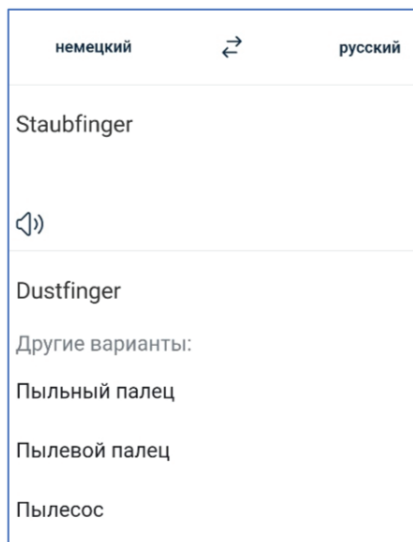 немецкий русский
Staubfinger
Dustfinger
Другие варианты:
Пыльный палец
Пылевой палец
Пылесос